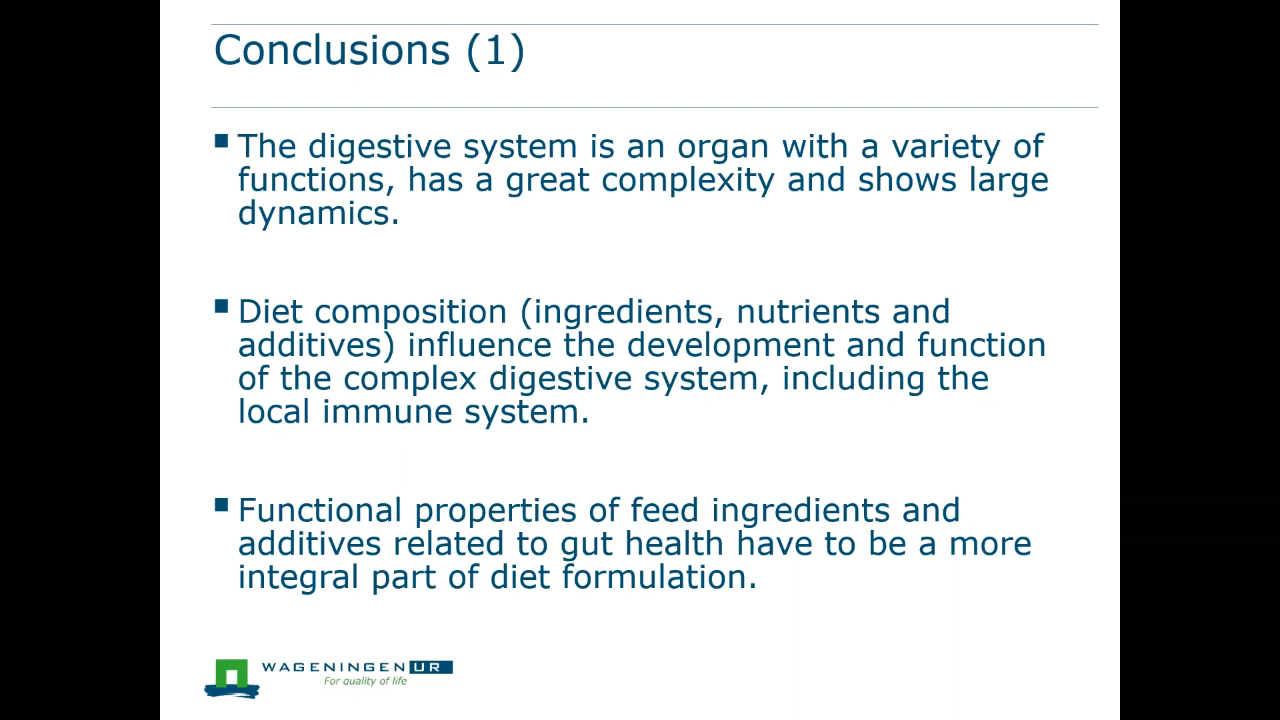 Conclusions (1)
▪ The digestive system is an organ with a variety of
functions, has a great complexity and shows large
dynamics.
▪ Diet composition (ingredients, nutrients and
additives) influence the development and function
of the complex digestive system, including the
local immune system.
▪ Functional properties of feed ingredients and
additives related to gut health have to be a more
integral part of diet formulation.
WAGENINGEN UR
For quality of life